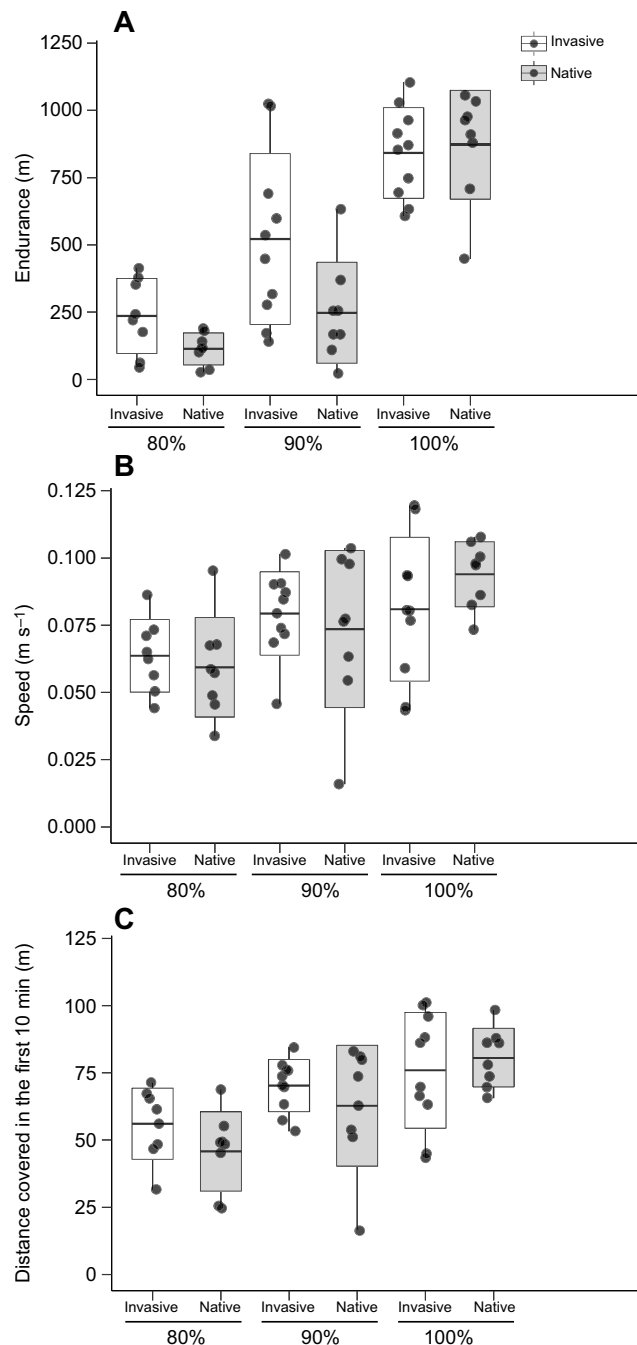 A
Invasive
Native
1250
1000
750
500
250
0
Endurance (m)
Invasive Native Invasive Native Invasive Native
80% 90% 100%
B
0.125
0.100
0.075
0.050
0.025
0.000
Speed (m s⁻¹)
Invasive Native Invasive Native Invasive Native
80% 90% 100%
C
125
100
75
50
25
0
Distance covered in the first 10 min (m)
Invasive Native Invasive Native Invasive Native
80% 90% 100%